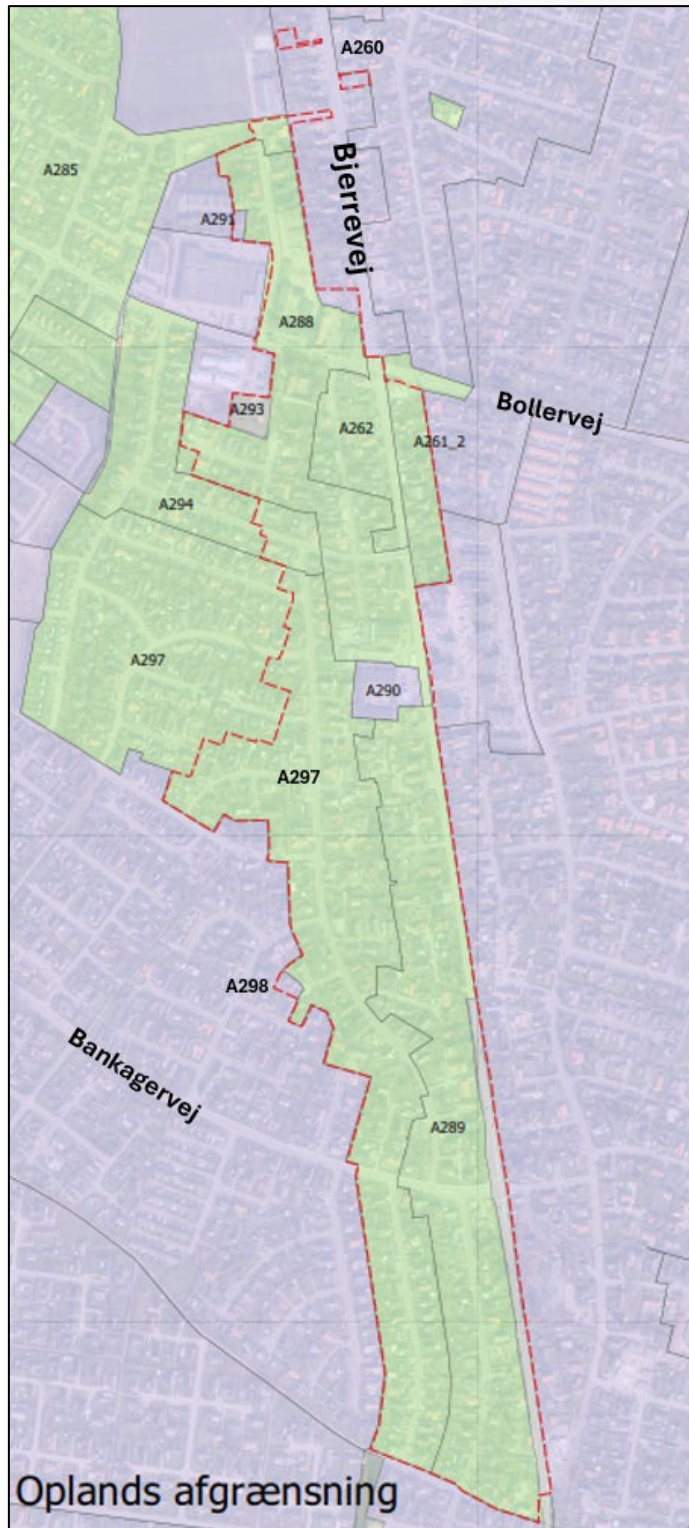 A260
A285
Bjerrevej
A291
A288
A293
Bollervej
A262
A261_2
A294
A297
A290
A297
A298
Bankagervej
A289
Oplands afgrænsning